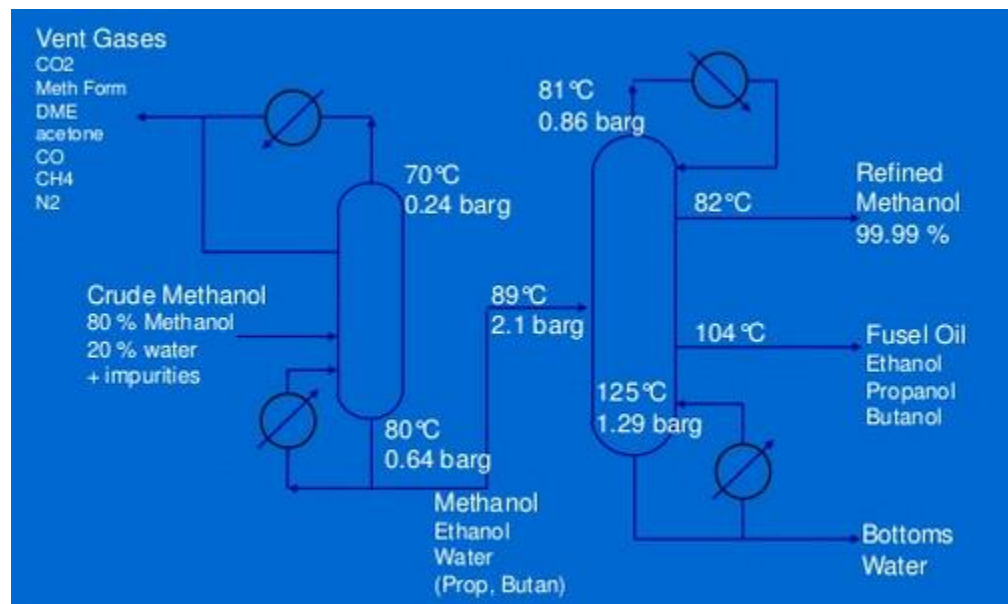 Vent Gases
CO2
Meth Form
DME
acetone
CO
CH4
N2
70°C
0.24 barg
81°C
0.86 barg
Refined
Methanol
99.99 %
82°C
Crude Methanol
80 % Methanol
20 % water
+ impurities
89°C
2.1 barg
104°C
Fusel Oil
Ethanol
Propanol
Butanol
125°C
1.29 barg
80°C
0.64 barg
Methanol
Ethanol
Water
(Prop, Butan)
Bottoms
Water